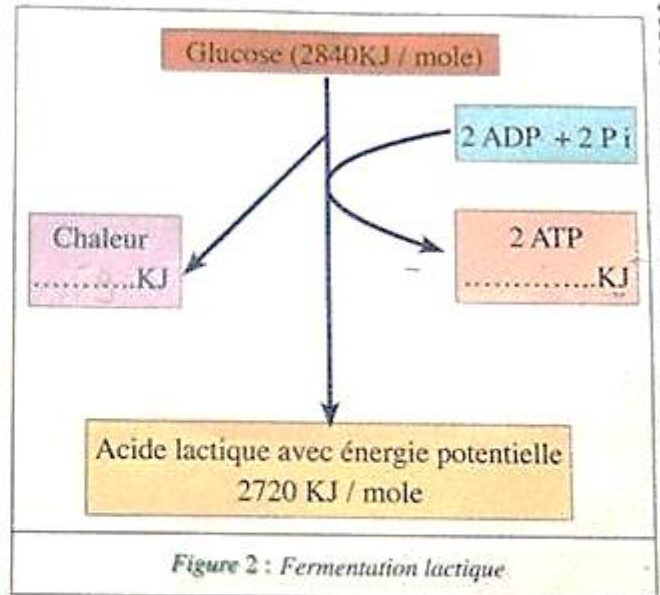 Glucose (2840KJ / mole)
2 ADP + 2 P i
Chaleur
............KJ
2 ATP
..............KJ
Acide lactique avec énergie potentielle
2720 KJ / mole
Figure 2 : Fermentation lactique